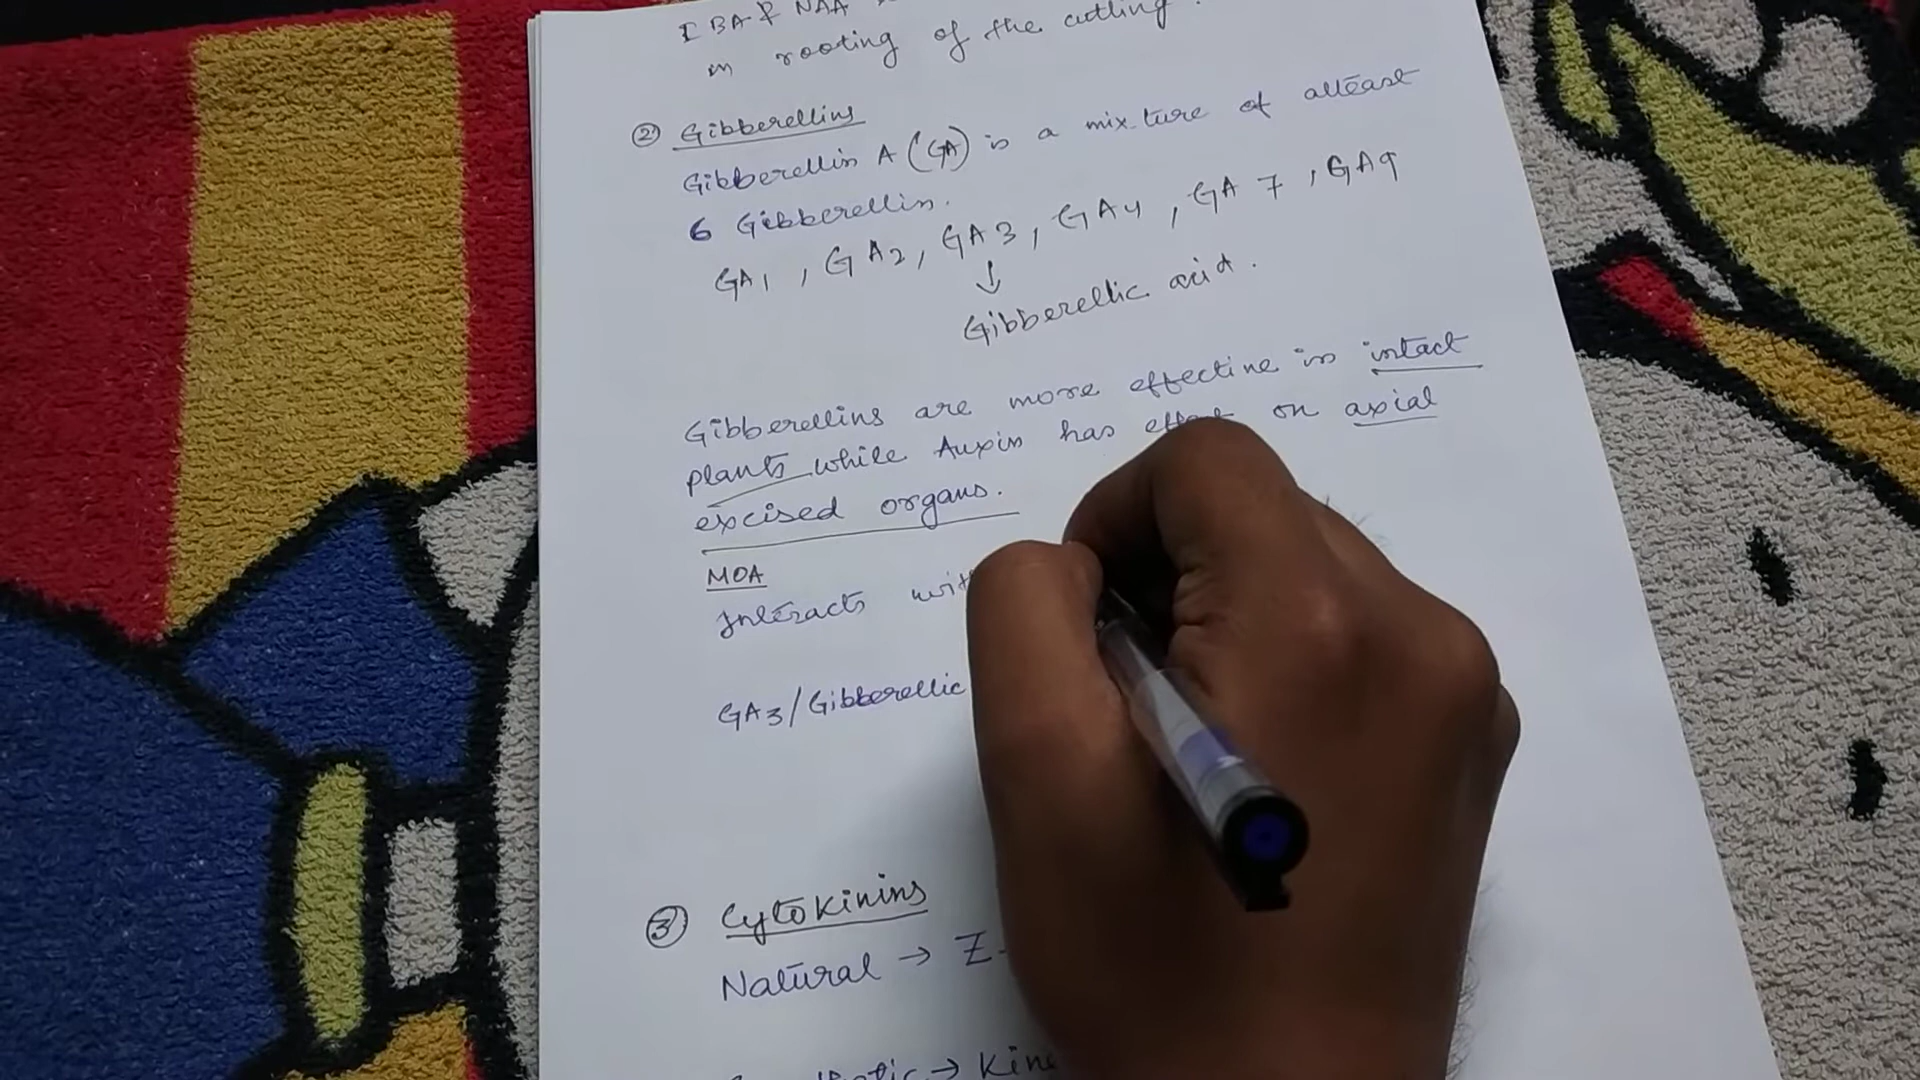 IBA & NAA
in rooting of the cutting.
② Gibberellins
Gibberellin A (GA) is a mixture of atleast
6 Gibberellin.
GA1, GA2, GA3, GA4, GA7, GA9
↓
Gibberellic acid.
Gibberellins are more effective in intact
plants while Auxin has effect on axial
excised organs.
MOA
Interacts with
GA3/Gibberellic
③ Cytokinins
Natural → Z
→ Kin